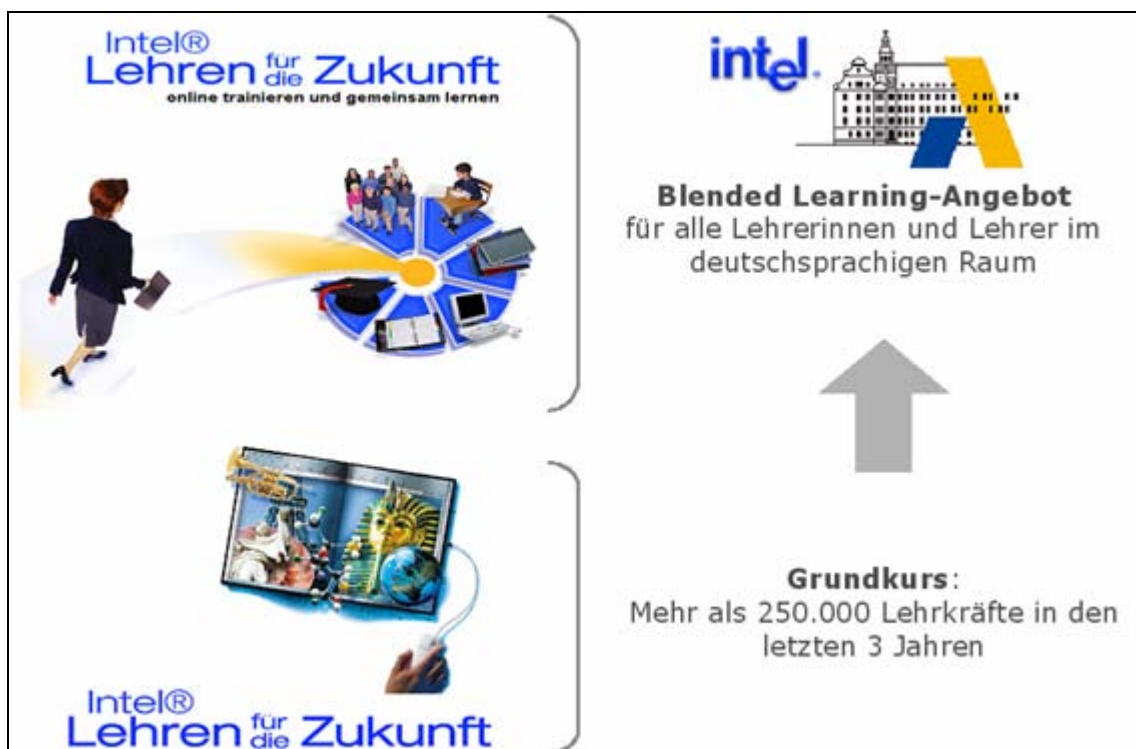 Intel®
Lehren für die Zukunft
online trainieren und gemeinsam lernen
intel.
Blended Learning-Angebot
für alle Lehrerinnen und Lehrer im
deutschsprachigen Raum
Grundkurs:
Mehr als 250.000 Lehrkräfte in den
letzten 3 Jahren
Intel®
Lehren für die Zukunft